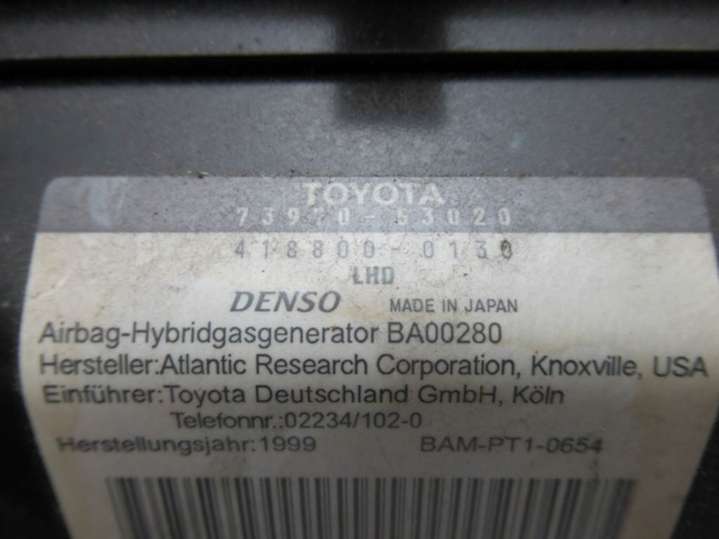 TOYOTA
73970-53020
418800-0130
LHD
DENSO MADE IN JAPAN
Airbag-Hybridgasgenerator BA00280
Hersteller:Atlantic Research Corporation, Knoxville, USA
Einführer:Toyota Deutschland GmbH, Köln
Telefonnr.:02234/102-0
Herstellungsjahr:1999 BAM-PT1-0654